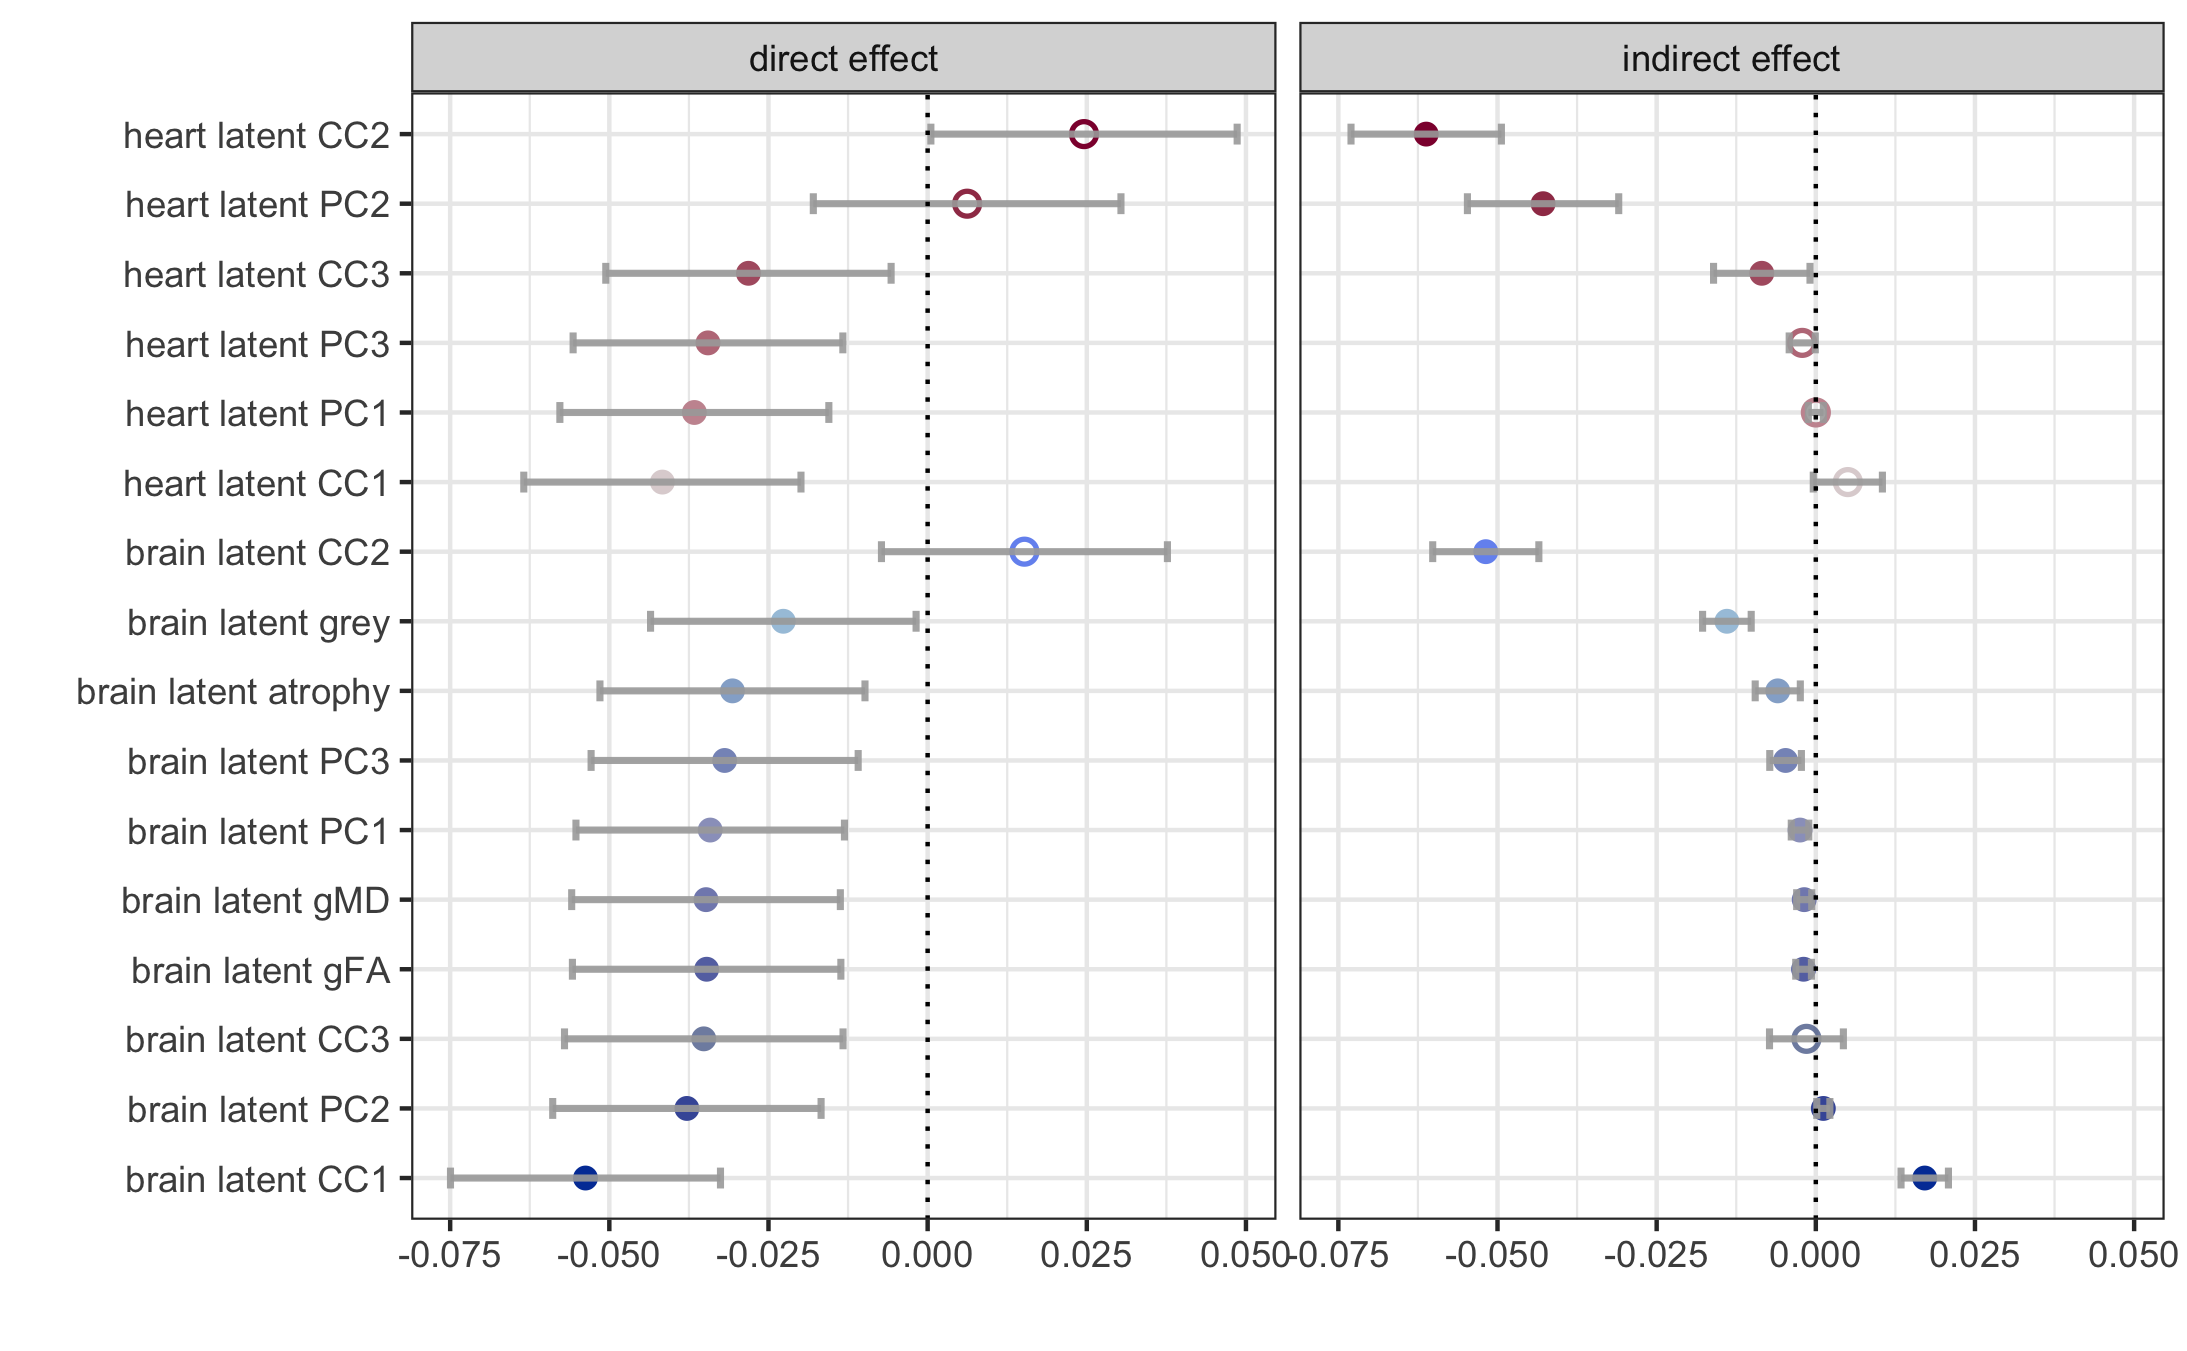 direct effect
indirect effect
heart latent CC2
heart latent PC2
heart latent CC3
heart latent PC3
heart latent PC1
heart latent CC1
brain latent CC2
brain latent grey
brain latent atrophy
brain latent PC3
brain latent PC1
brain latent gMD
brain latent gFA
brain latent CC3
brain latent PC2
brain latent CC1
-0.075 -0.050 -0.025 0.000 0.025 0.050
-0.075 -0.050 -0.025 0.000 0.025 0.050